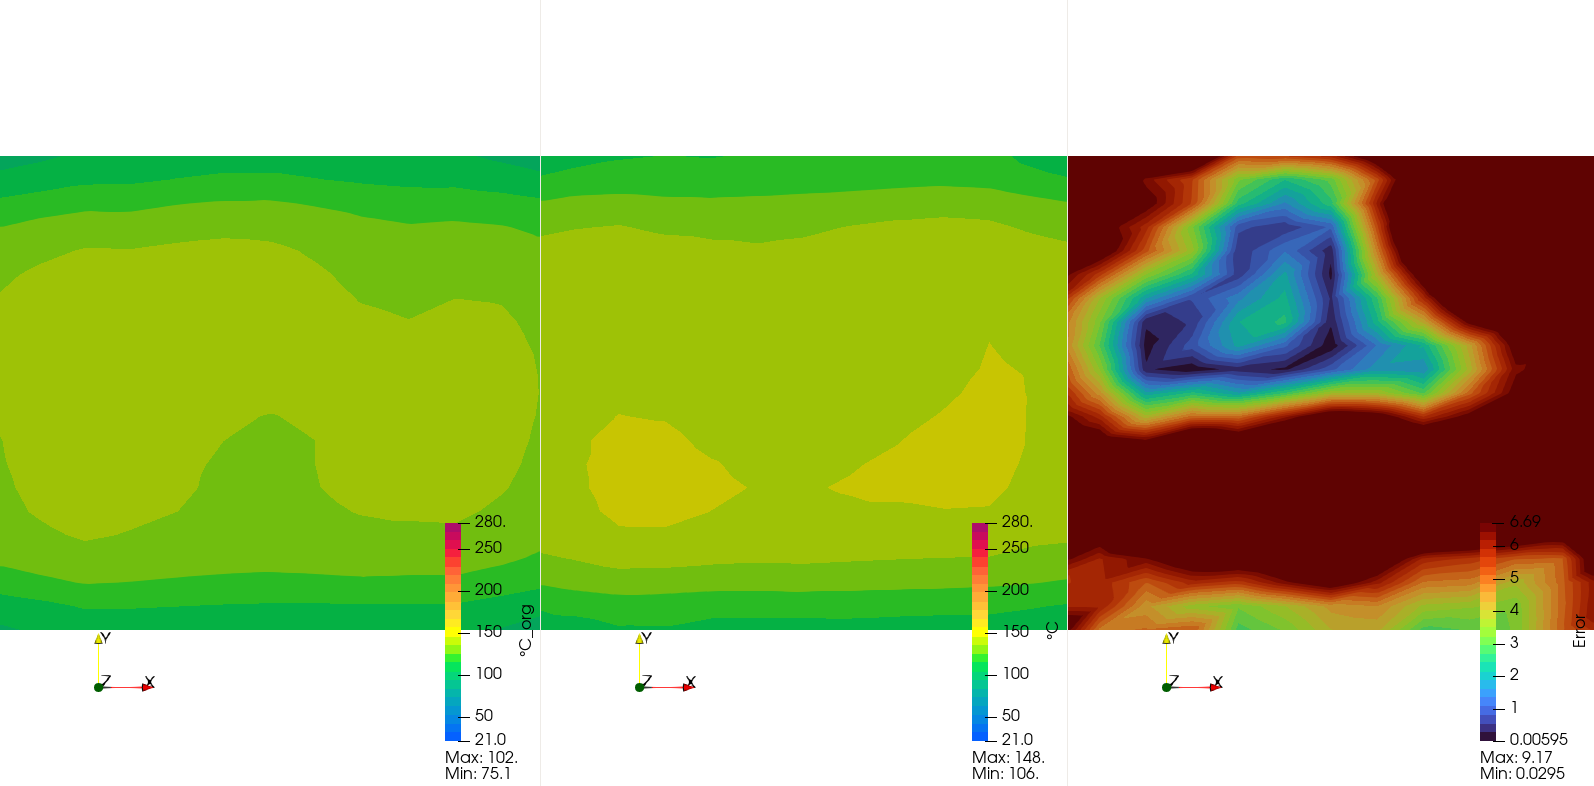 280.
250
200
150
100
50
21.0
°C_org
Max: 102.
Min: 75.1
Y
Z
X
280.
250
200
150
100
50
21.0
°C
Max: 148.
Min: 106.
Y
Z
X
6.69
6
5
4
3
2
1
0.00595
Error
Max: 9.17
Min: 0.0295
Y
Z
X